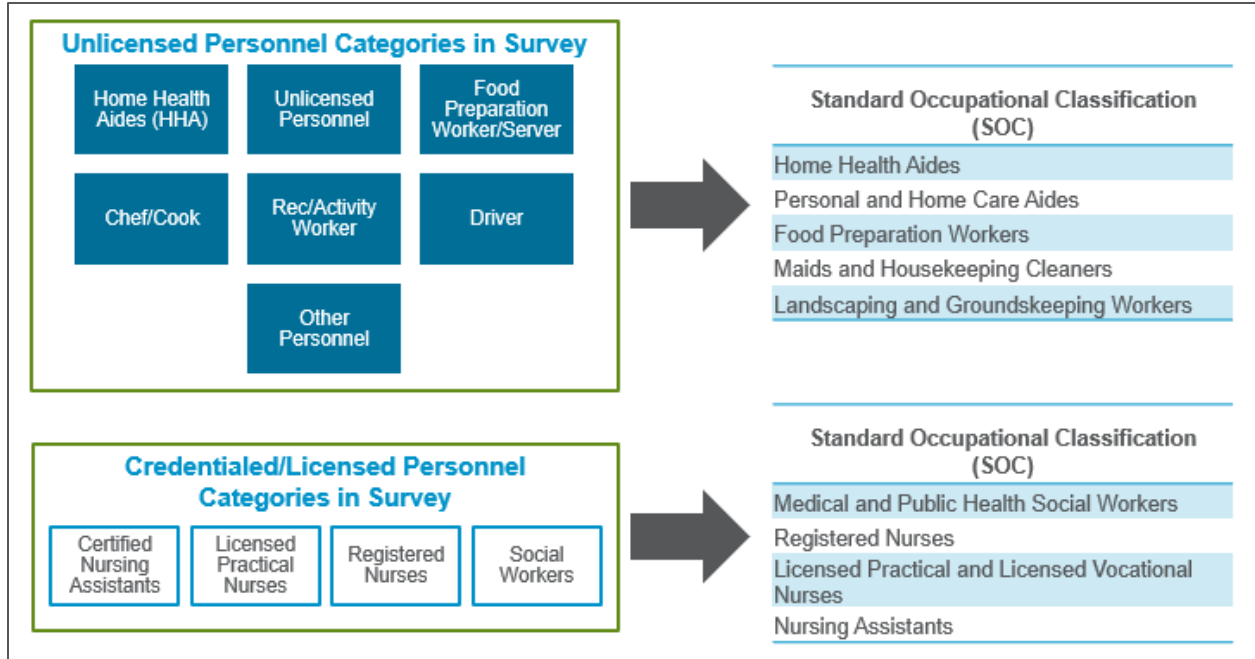 Unlicensed Personnel Categories in Survey
Home Health
Aides (HHA)
Unlicensed
Personnel
Food
Preparation
Worker/Server
Chef/Cook
Rec/Activity
Worker
Driver
Other
Personnel
Standard Occupational Classification
(SOC)
Home Health Aides
Personal and Home Care Aides
Food Preparation Workers
Maids and Housekeeping Cleaners
Landscaping and Groundskeeping Workers
Credentialed/Licensed Personnel
Categories in Survey
Certified
Nursing
Assistants
Licensed
Practical
Nurses
Registered
Nurses
Social
Workers
Standard Occupational Classification
(SOC)
Medical and Public Health Social Workers
Registered Nurses
Licensed Practical and Licensed Vocational
Nurses
Nursing Assistants